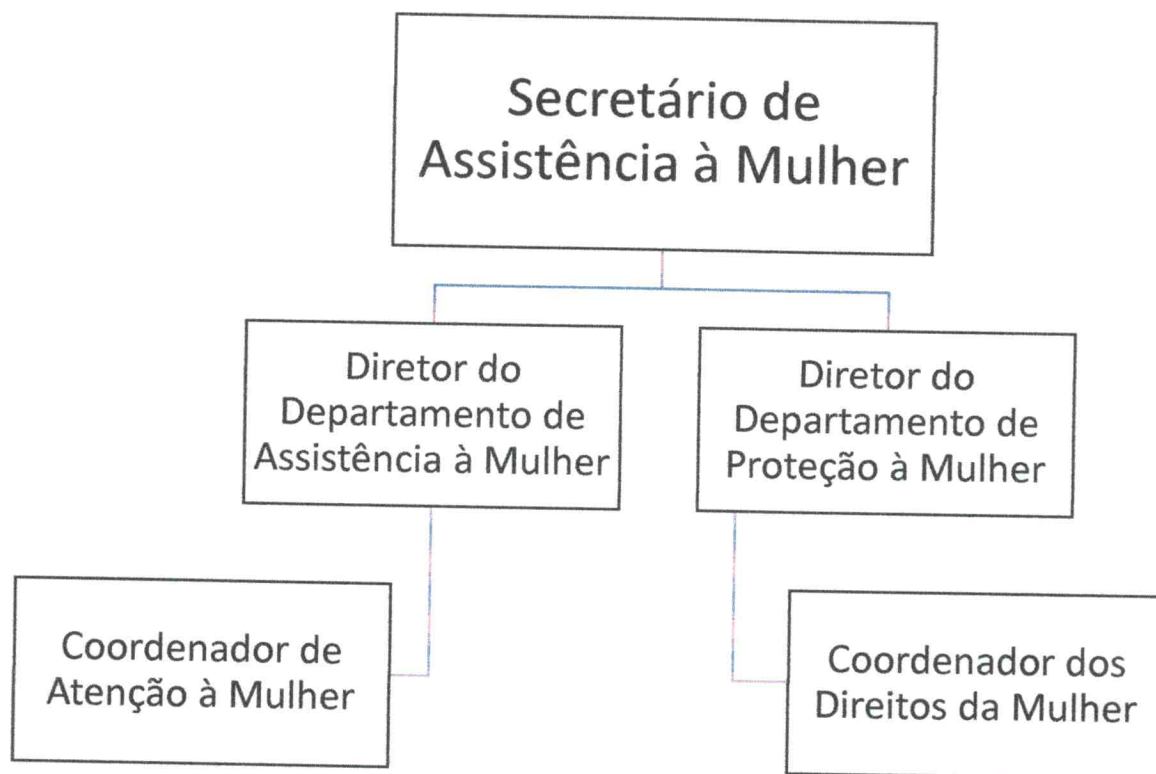 Secretário de
Assistência à Mulher
Diretor do
Departamento de
Assistência à Mulher
Diretor do
Departamento de
Proteção à Mulher
Coordenador de
Atenção à Mulher
Coordenador dos
Direitos da Mulher